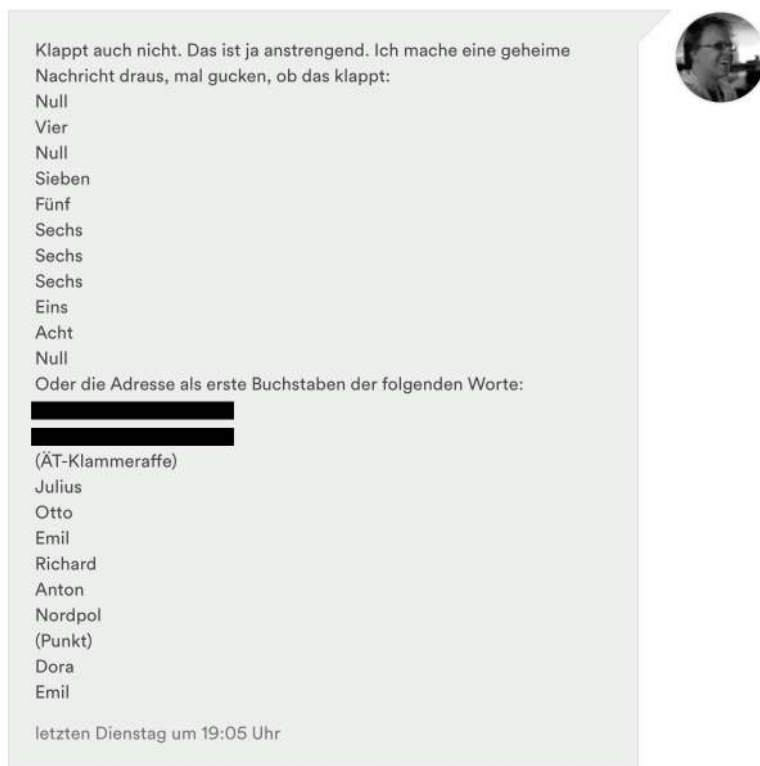 Klappt auch nicht. Das ist ja anstrengend. Ich mache eine geheime
Nachricht draus, mal gucken, ob das klappt:
Null
Vier
Null
Sieben
Fünf
Sechs
Sechs
Sechs
Eins
Acht
Null
Oder die Adresse als erste Buchstaben der folgenden Worte:
(ÄT-Klammeraffe)
Julius
Otto
Emil
Richard
Anton
Nordpol
(Punkt)
Dora
Emil
letzten Dienstag um 19:05 Uhr